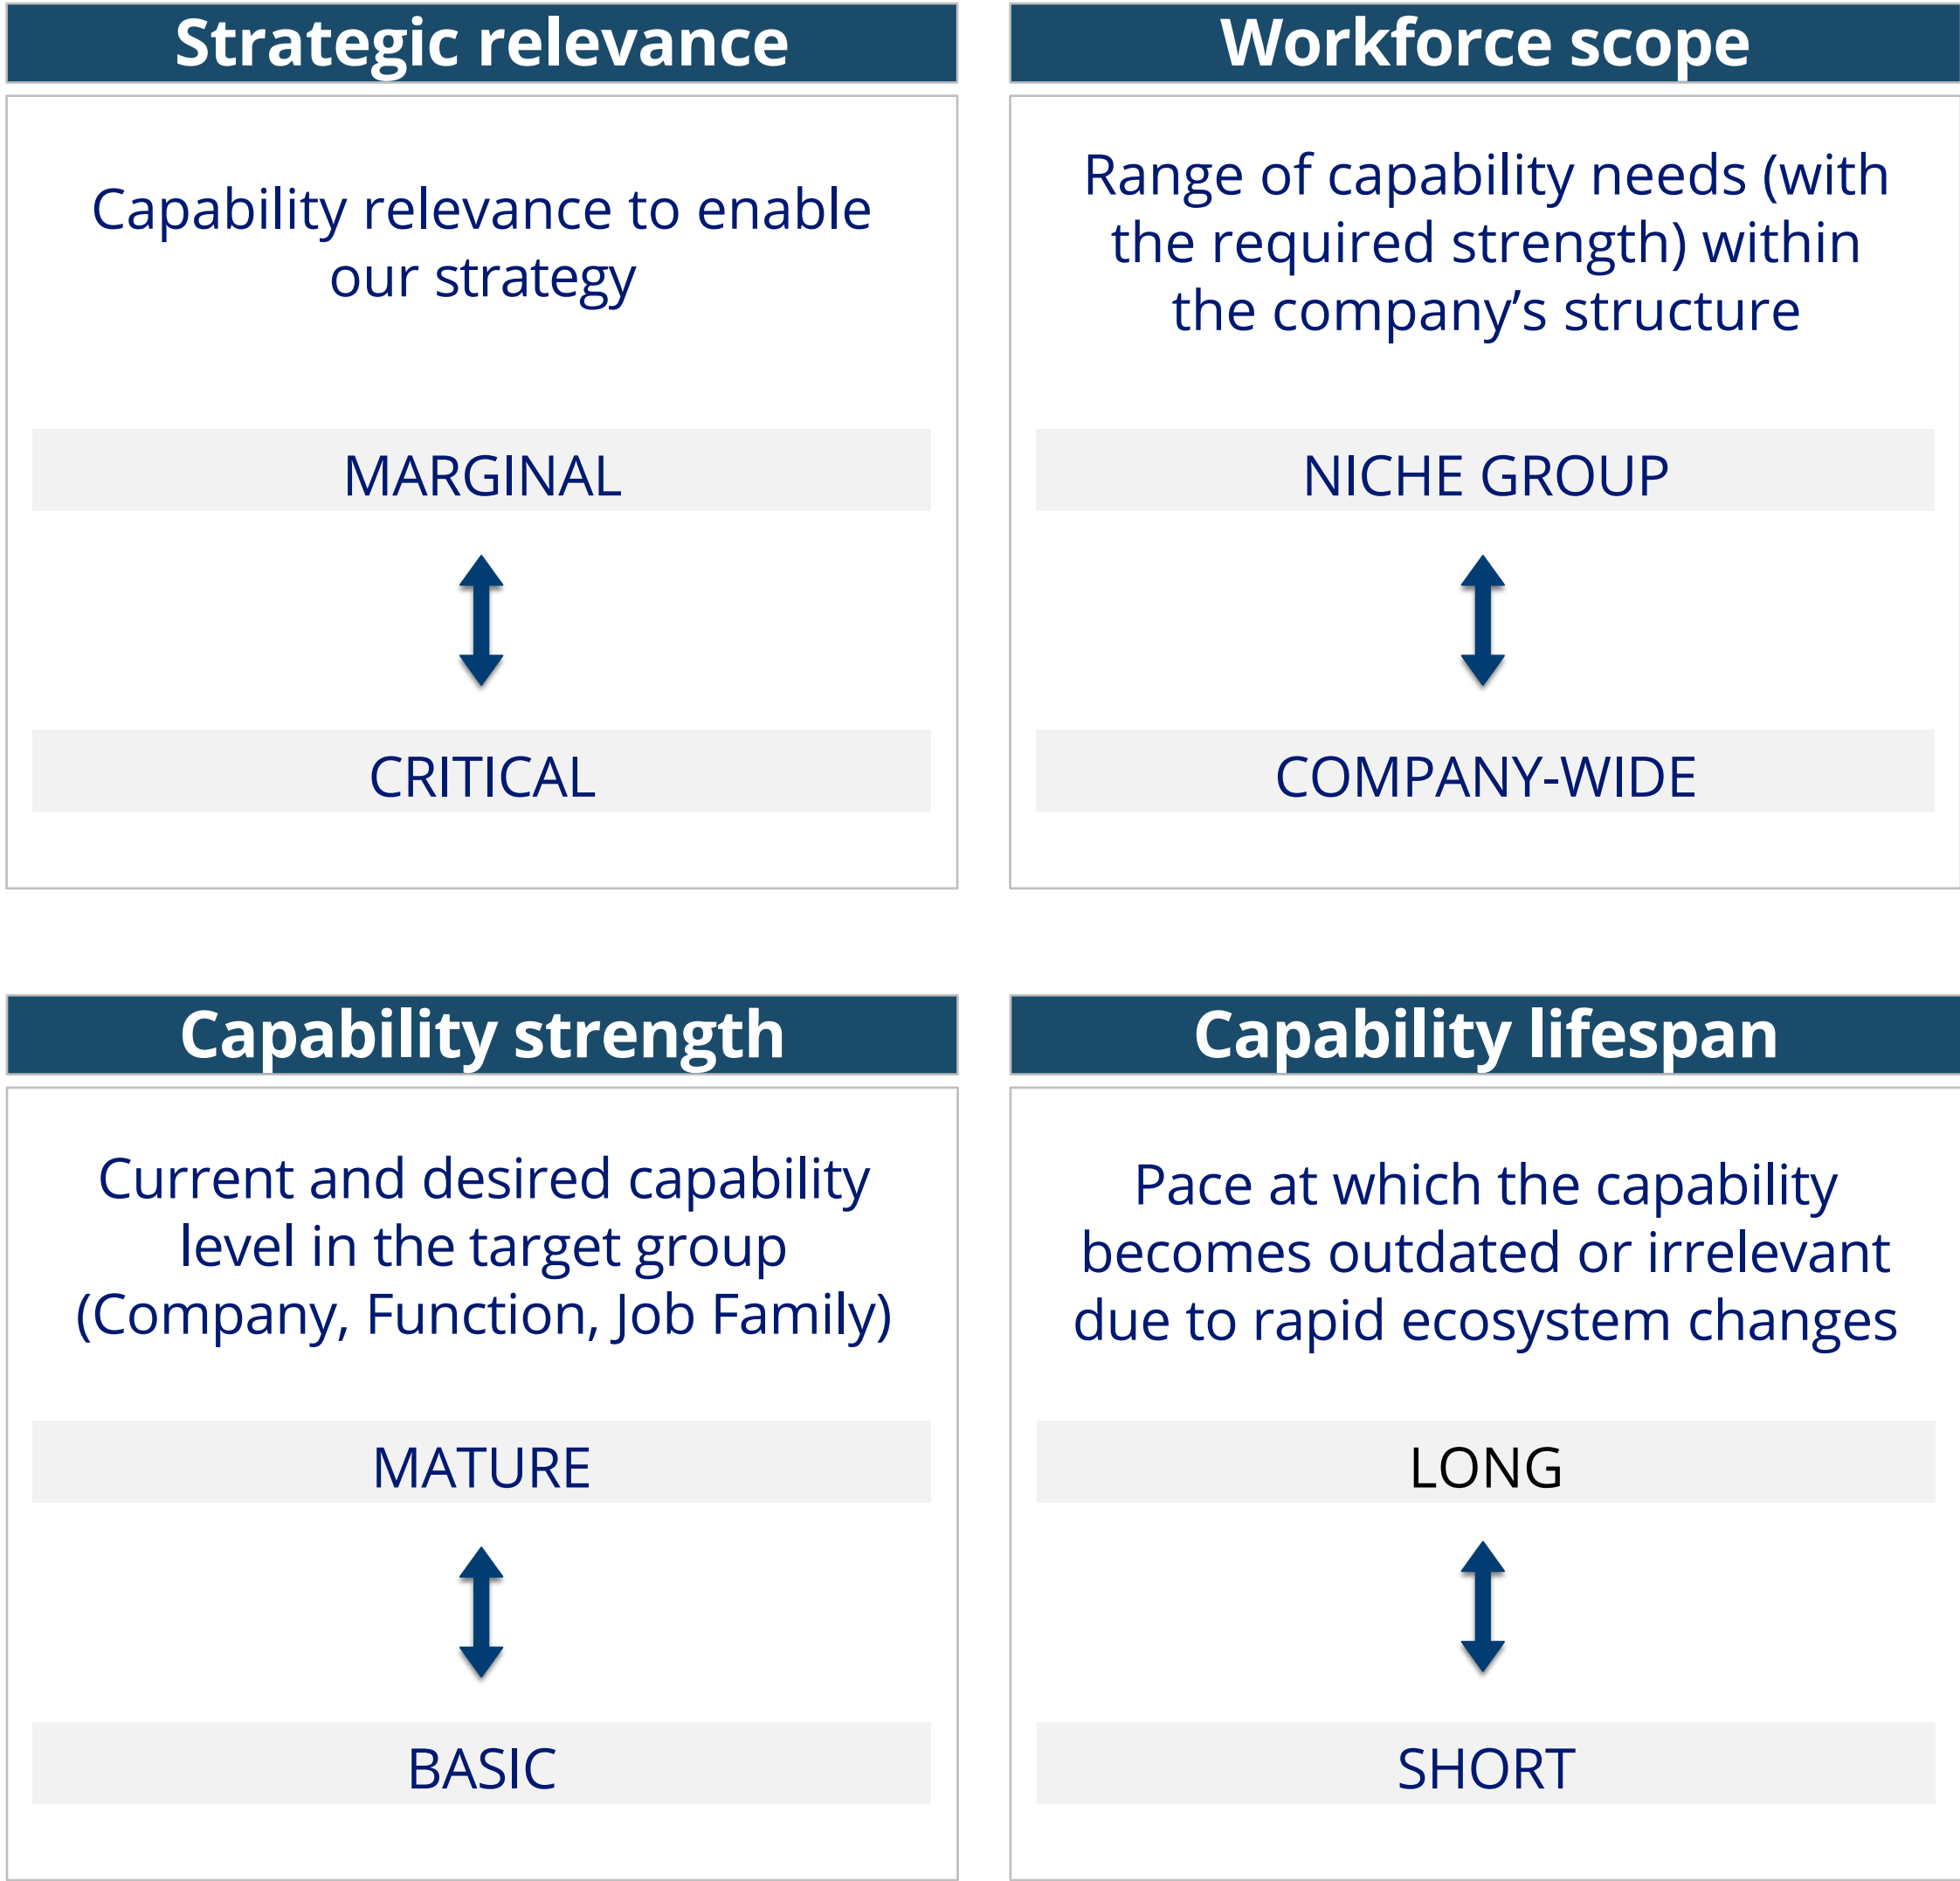 Strategic relevance
Capability relevance to enable
our strategy
MARGINAL
CRITICAL
Workforce scope
Range of capability needs (with
the required strength) within
the company’s structure
NICHE GROUP
COMPANY-WIDE
Capability strength
Current and desired capability
level in the target group
(Company, Function, Job Family)
MATURE
BASIC
Capability lifespan
Pace at which the capability
becomes outdated or irrelevant
due to rapid ecosystem changes
LONG
SHORT